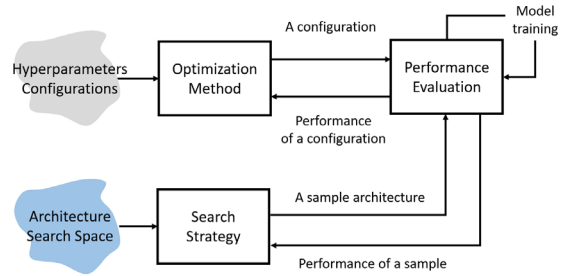 Model
training
A configuration
Hyperparameters
Configurations
Optimization
Method
Performance
Evaluation
Performance
of a configuration
Architecture
Search Space
Search
Strategy
A sample architecture
Performance of a sample